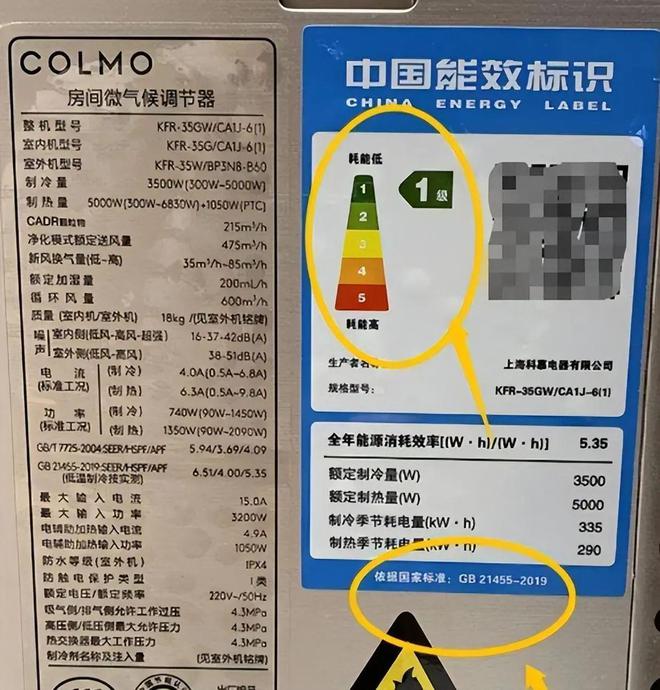 COLMO
房间微气候调节器
整机型号 KFR-35GW/CA1J-6(1)
室内机型号 KFR-35G/CA1J-6(1)
室外机型号 KFR-35W/BP3N8-B60
制冷量 3500W(300W~5000W)
制热量 5000W(300W~6830W)+1050W(PTC)
CADR颗粒物 215m³/h
净化模式额定送风量 475m³/h
新风换气量(低~高) 35m³/h~85m³/h
额定加湿量 200mL/h
循环风量 600m³/h
质量(室内机/室外机) 18kg /(见室外机铭牌)
噪声 室内侧(低风-高风-超强) 16-37-42dB(A)
室外侧(低风-高风) 38-51dB(A)
电流(标准工况) (制冷) 4.0A(0.5A~6.8A)
(制热) 6.3A(0.5A~9.8A)
功率(标准工况) (制冷) 740W(90W~1450W)
(制热) 1350W(90W~2090W)
GB/T 7725-2004:SEER/HSPF/APF 5.94/3.69/4.09
GB 21455-2019:SEER/HSPF/APF 6.51/4.00/5.35
(低温制冷按实测)
最大输入电流 15.0A
最大输入功率 3200W
电辅助加热输入电流 4.9A
电辅助加热输入功率 1050W
防水等级(室外机) IPX4
防触电保护类型 I类
额定电压/额定频率 220V~/50Hz
吸气侧/排气侧允许工作过压 4.3MPa
高压侧/低压侧最大允许压力 4.3MPa
热交换器最大工作压力 4.3MPa
制冷剂名称及注入量 (见室外机铭牌)
出厂编号
中国能效标识
CHINA ENERGY LABEL
耗能低
1
1级
2
3
4
5
耗能高
生产者名 上海科慕电器有限公司
规格型号: KFR-35GW/CA1J-6(1)
全年能源消耗效率[(W·h)/(W·h)] 5.35
额定制冷量(W) 3500
额定制热量(W) 5000
制冷季节耗电量(kW·h) 335
制热季节耗电量(kW·h) 290
依据国家标准: GB 21455-2019